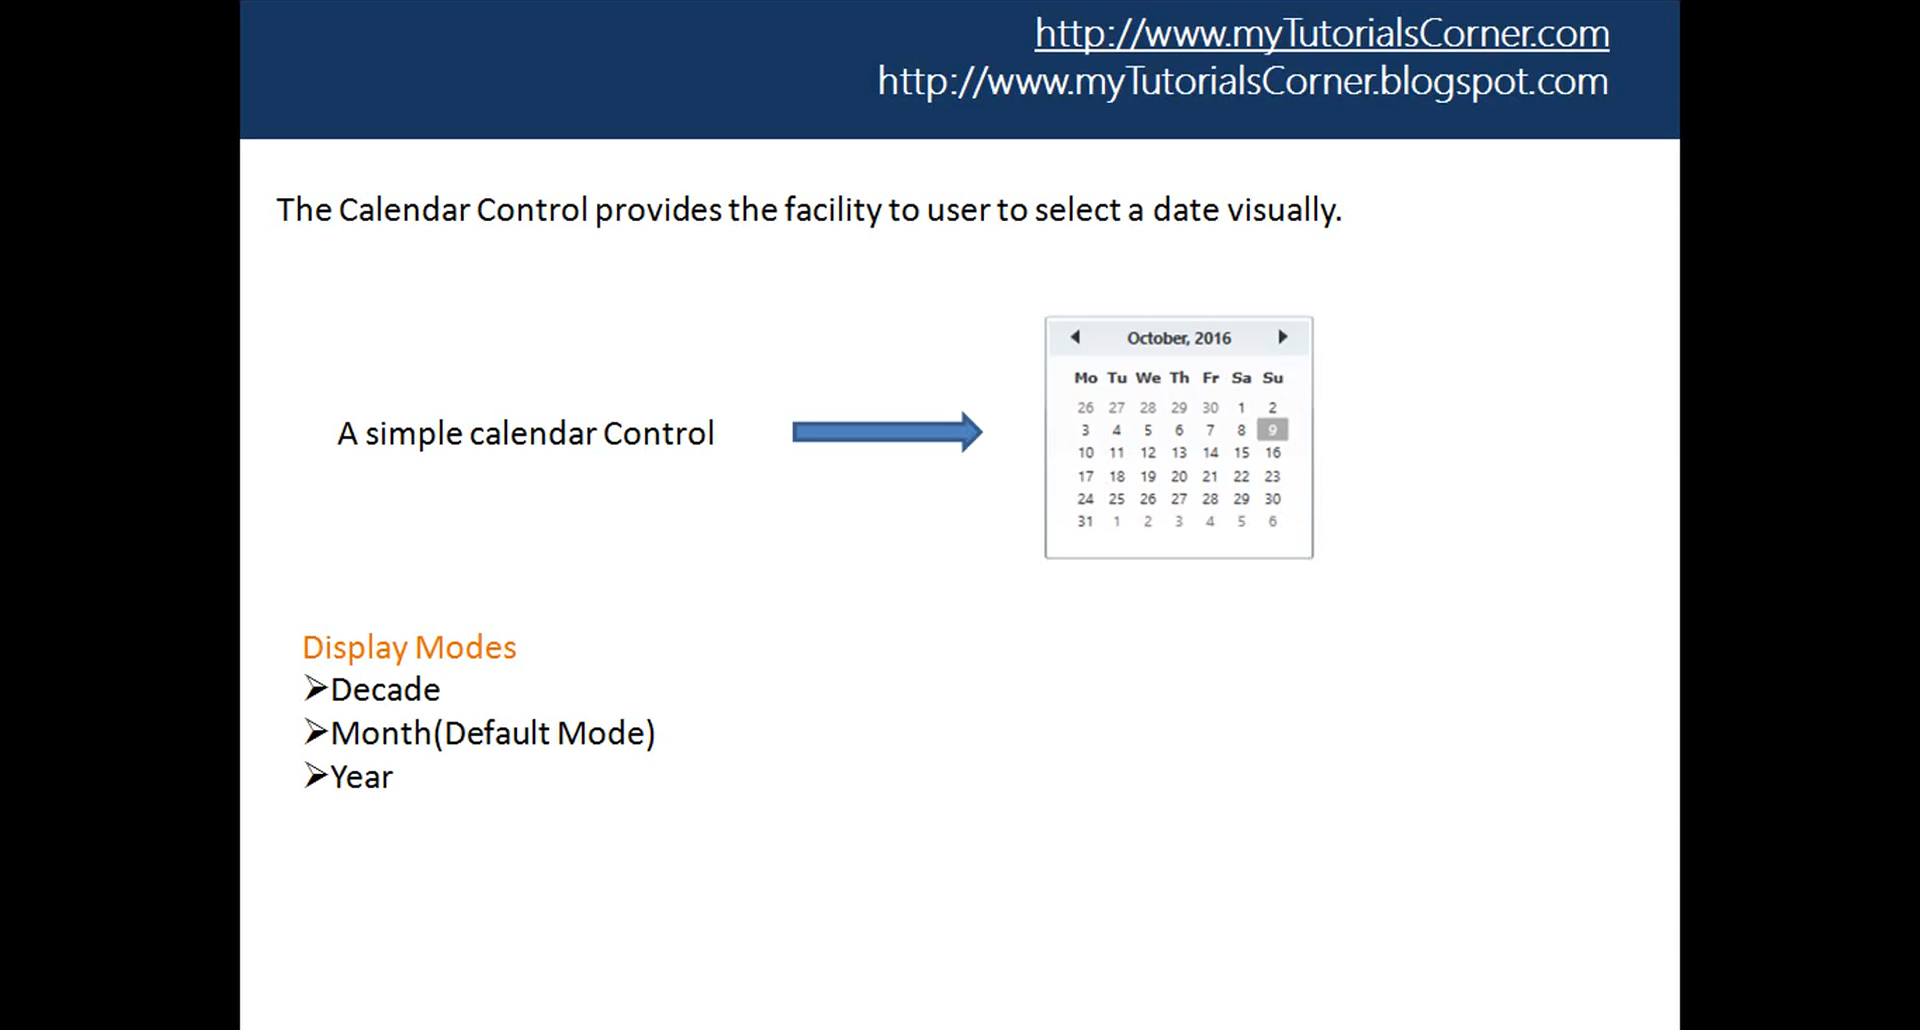 http://www.myTutorialsCorner.com
http://www.myTutorialsCorner.blogspot.com
The Calendar Control provides the facility to user to select a date visually.
October, 2016
Mo Tu We Th Fr Sa Su
26 27 28 29 30 1 2
3 4 5 6 7 8 9
A simple calendar Control
10 11 12 13 14 15 16
17 18 19 20 21 22 23
24 25 26 27 28 29 30
31 1 2 3 4 5 6
Display Modes
Decade
Month(Default Mode)
Year